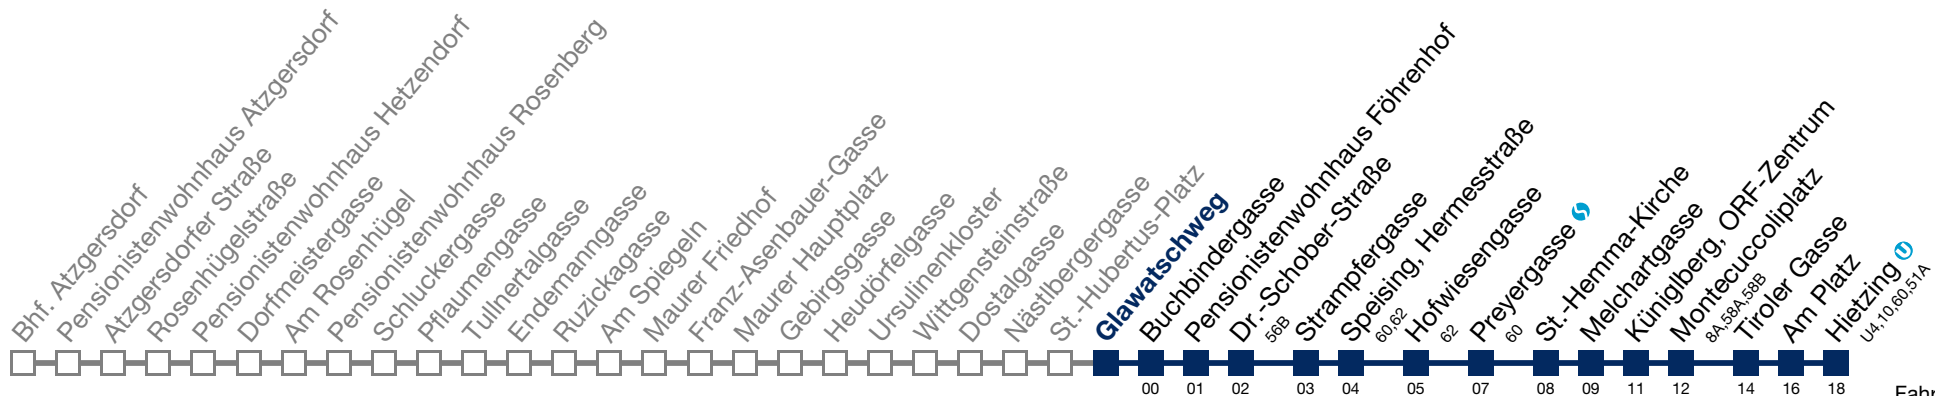 Bhf. Atzgersdorf
Pensionistenwohnhaus Atzgersdorf
Atzgersdorfer Straße
Rosenhügelstraße
Pensionistenwohnhaus Hetzendorf
Dorfmeistergasse
Am Rosenhügel
Pensionistenwohnhaus Rosenberg
Schluckergasse
Pflaumengasse
Tullnertalgasse
Endemanngasse
Ruzickagasse
Am Spiegeln
Maurer Friedhof
Franz-Asenbauer-Gasse
Maurer Hauptplatz
Gebirgsgasse
Heudörfelgasse
Ursulinenkloster
Wittgensteinstraße
Dostalgasse
Nästlbergergasse
St.-Hubertus-Platz
Glawatschweg
Buchbindergasse
Pensionistenwohnhaus Föhrenhof
Dr.-Schober-Straße
56B
Strampfergasse
Speising, Hermesstraße
60,62
Hofwiesengasse
62
Preyergasse S
60
St.-Hemma-Kirche
Melchartgasse
Küniglberg, ORF-Zentrum
Montecuccoliplatz
8A,58A,58B
Tiroler Gasse
Am Platz
Hietzing U
U4,10,60,51A
00 01 02 03 04 05 07 08 09 11 12 14 16 18
Fahr